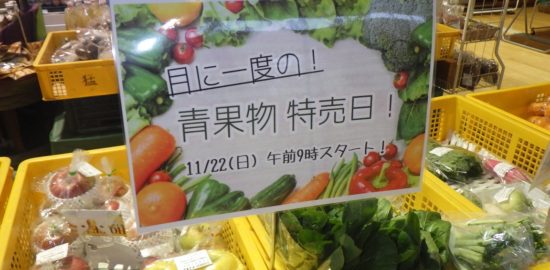 月に一度の!
青果物 特売日!
11/22(日) 午前9時スタート!